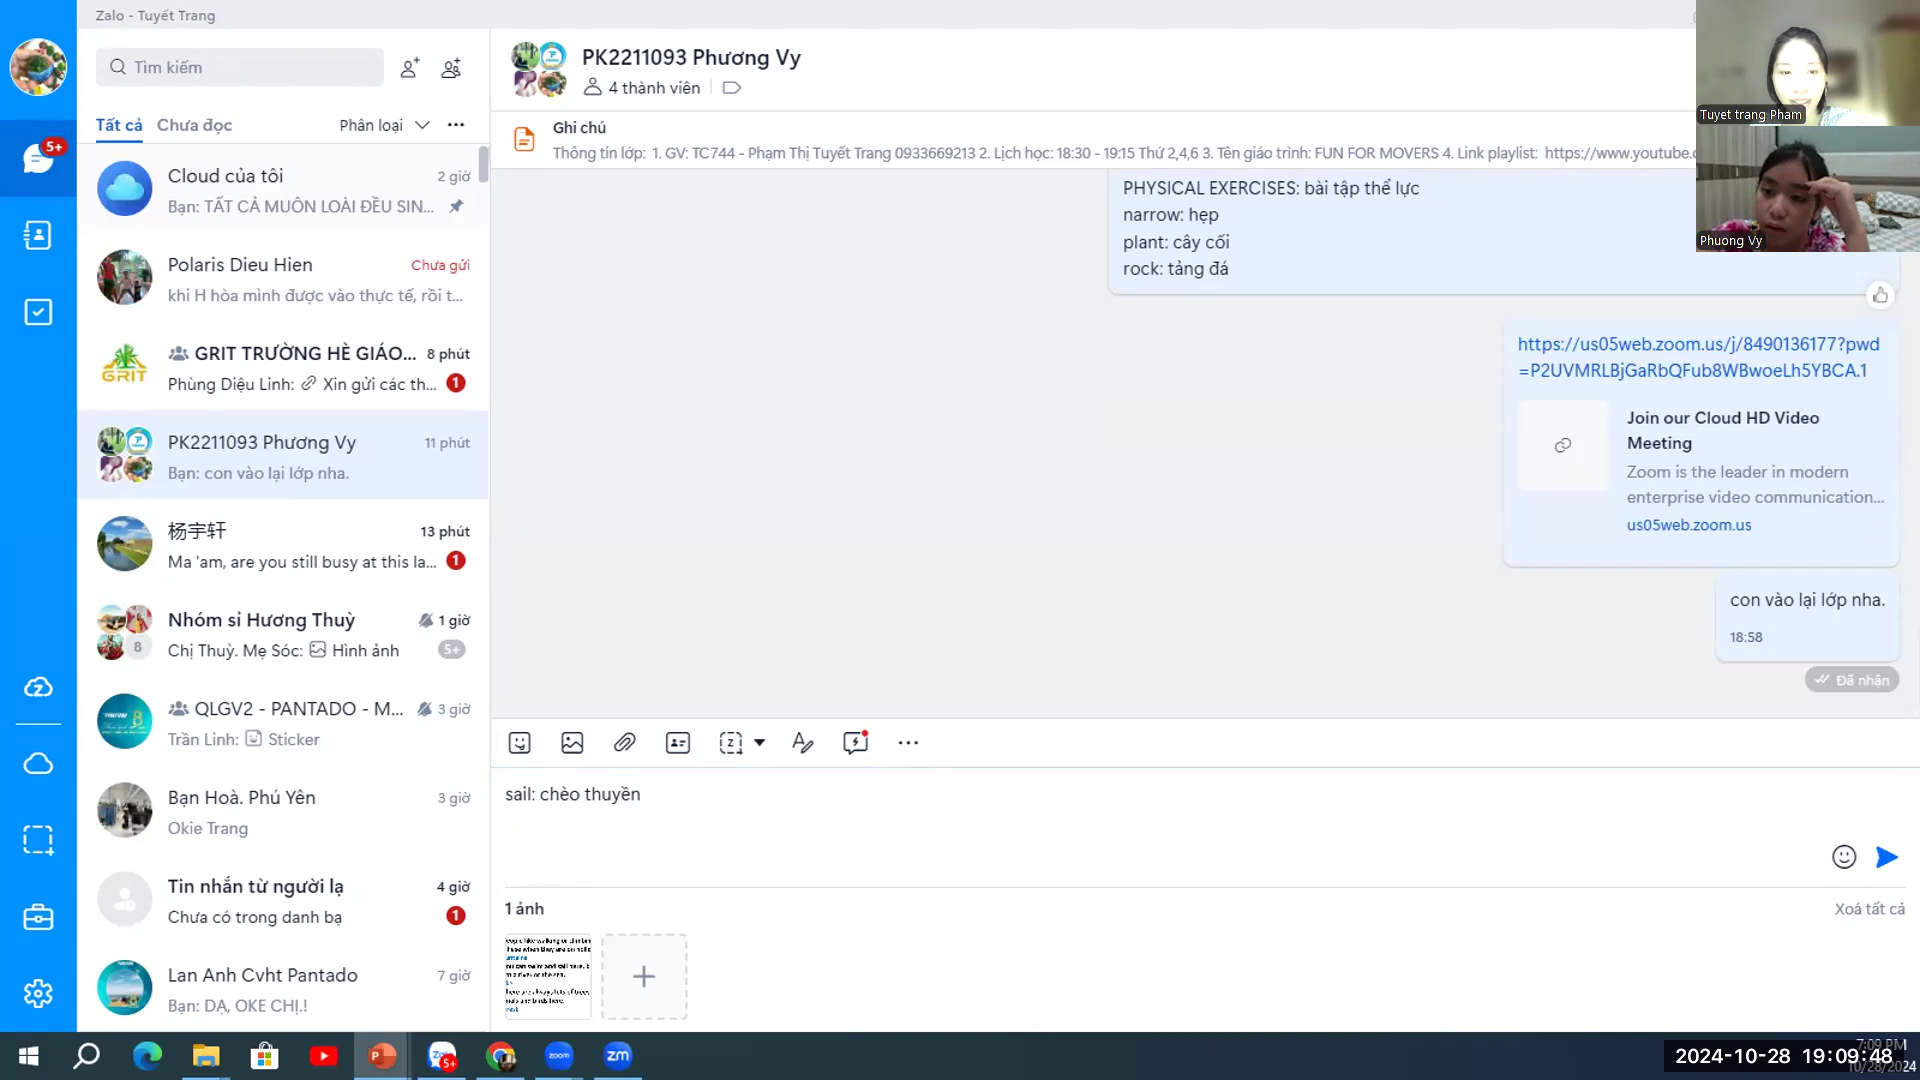 Zalo - Tuyết Trang
Tìm kiếm
Tất cả
Chưa đọc
Phân loại
5+
Cloud của tôi
2 giờ
Bạn: TẤT CẢ MUÔN LOÀI ĐỀU SIN...
Polaris Dieu Hien
Chưa gửi
khi H hòa mình được vào thực tế, rồi t...
GRIT TRƯỜNG HÈ GIÁO...
8 phút
GRIT
Phùng Diệu Linh: Xin gửi các th...
1
PK2211093 Phương Vy
11 phút
Bạn: con vào lại lớp nha.
杨宇轩
13 phút
Ma 'am, are you still busy at this la...
1
Nhóm sỉ Hương Thuỳ
1 giờ
8
Chị Thuỳ. Mẹ Sóc: Hình ảnh
5+
QLGV2 - PANTADO - M...
3 giờ
Trần Linh: Sticker
Bạn Hoà. Phú Yên
3 giờ
Okie Trang
Tin nhắn từ người lạ
4 giờ
Chưa có trong danh bạ
1
Lan Anh Cvht Pantado
7 giờ
Bạn: DẠ, OKE CHỊ.!
PK2211093 Phương Vy
4 thành viên
Ghi chú
Thông tin lớp: 1. GV: TC744 - Phạm Thị Tuyết Trang 0933669213 2. Lịch học: 18:30 - 19:15 Thứ 2,4,6 3. Tên giáo trình: FUN FOR MOVERS 4. Link playlist: https://www.youtube.c
PHYSICAL EXERCISES: bài tập thể lực
narrow: hẹp
plant: cây cối
rock: tảng đá
https://us05web.zoom.us/j/8490136177?pwd
=P2UVMRLBjGaRbQFub8WBwoeLh5YBCA.1
Join our Cloud HD Video
Meeting
Zoom is the leader in modern
enterprise video communication...
us05web.zoom.us
con vào lại lớp nha.
18:58
Đã nhận
sail: chèo thuyền
1 ảnh
Xoá tất cả
Tuyet trang Pham
Phuong Vy
zoom
zm
5+
2024-10-28 19:09:48